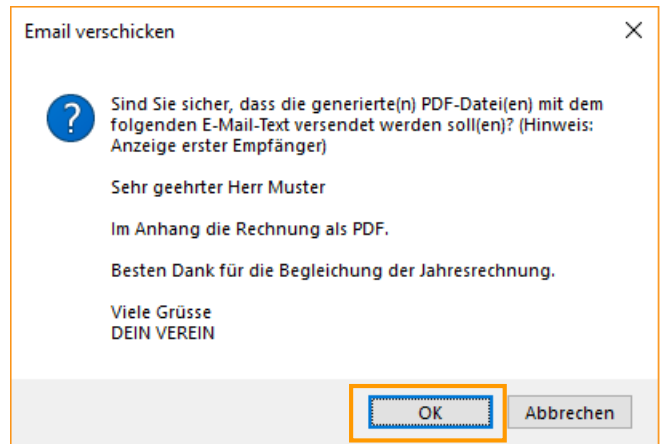 Email verschicken
Sind Sie sicher, dass die generierte(n) PDF-Datei(en) mit dem
folgenden E-Mail-Text versendet werden soll(en)? (Hinweis:
Anzeige erster Empfänger)
Sehr geehrter Herr Muster
Im Anhang die Rechnung als PDF.
Besten Dank für die Begleichung der Jahresrechnung.
Viele Grüsse
DEIN VEREIN
OK
Abbrechen